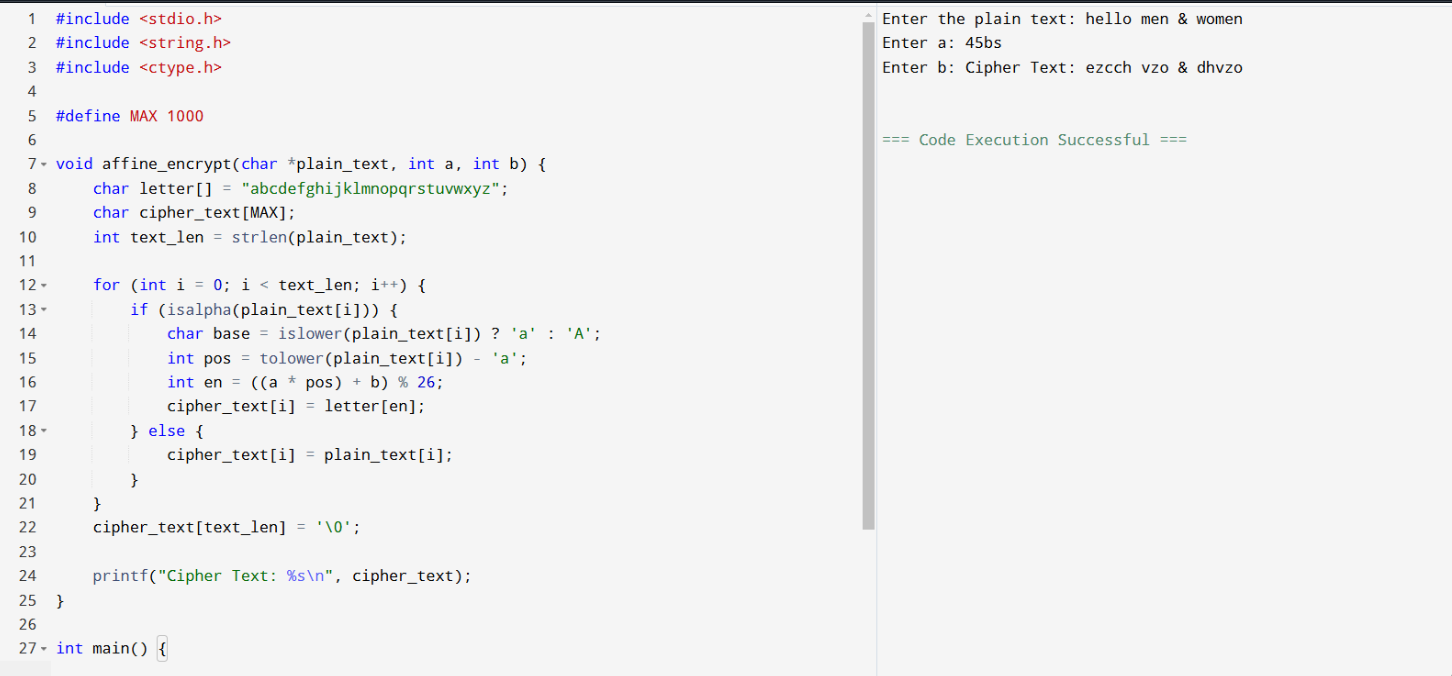 1 #include <stdio.h>
2 #include <string.h>
3 #include <ctype.h>
4
5 #define MAX 1000
6
7 void affine_encrypt(char *plain_text, int a, int b) {
8     char letter[] = "abcdefghijklmnopqrstuvwxyz";
9     char cipher_text[MAX];
10     int text_len = strlen(plain_text);
11
12     for (int i = 0; i < text_len; i++) {
13         if (isalpha(plain_text[i])) {
14             char base = islower(plain_text[i]) ? 'a' : 'A';
15             int pos = tolower(plain_text[i]) - 'a';
16             int en = ((a * pos) + b) % 26;
17             cipher_text[i] = letter[en];
18         } else {
19             cipher_text[i] = plain_text[i];
20         }
21     }
22     cipher_text[text_len] = '\0';
23
24     printf("Cipher Text: %s\n", cipher_text);
25 }
26
27 int main() {
Enter the plain text: hello men & women
Enter a: 45bs
Enter b: Cipher Text: ezcch vzo & dhvzo
=== Code Execution Successful ===